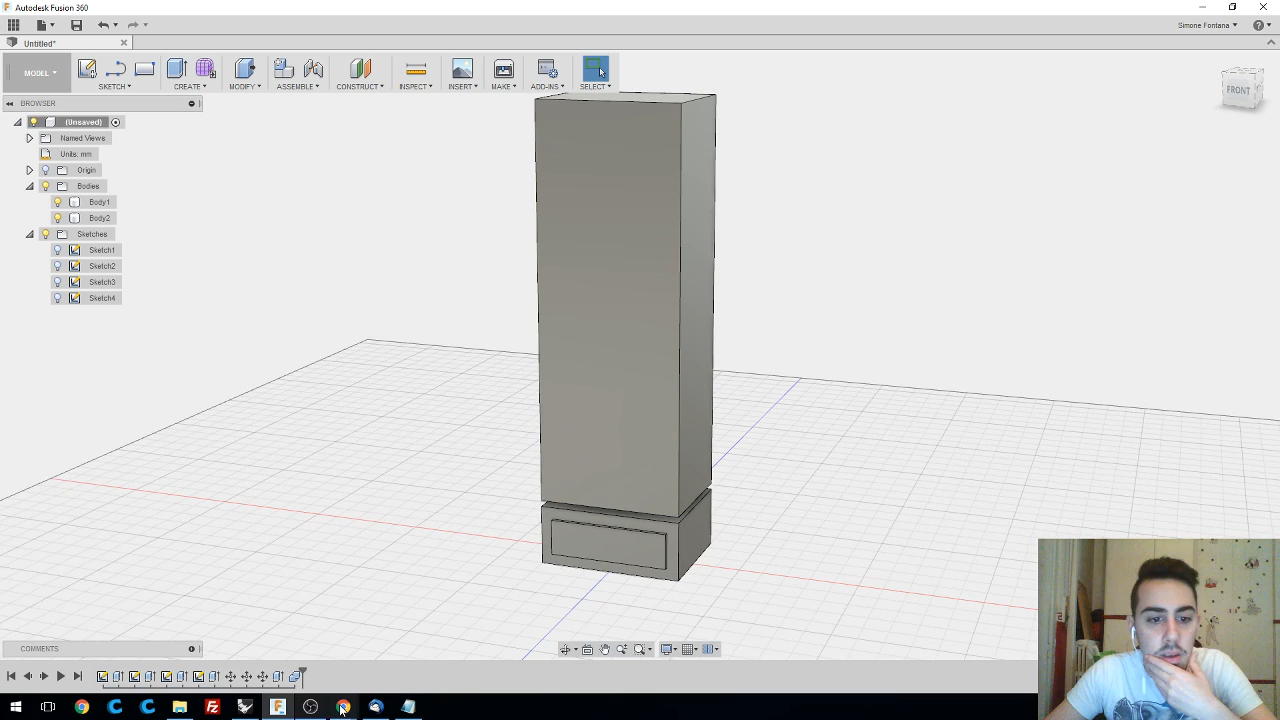 Autodesk Fusion 360
Simone Fontana
Untitled*
MODEL
SKETCH
CREATE
MODIFY
ASSEMBLE
CONSTRUCT
INSPECT
INSERT
MAKE
ADD-INS
SELECT
BROWSER
FRONT
(Unsaved)
Named Views
Units: mm
Origin
Bodies
Body1
Body2
Sketches
Sketch1
Sketch2
Sketch3
Sketch4
COMMENTS